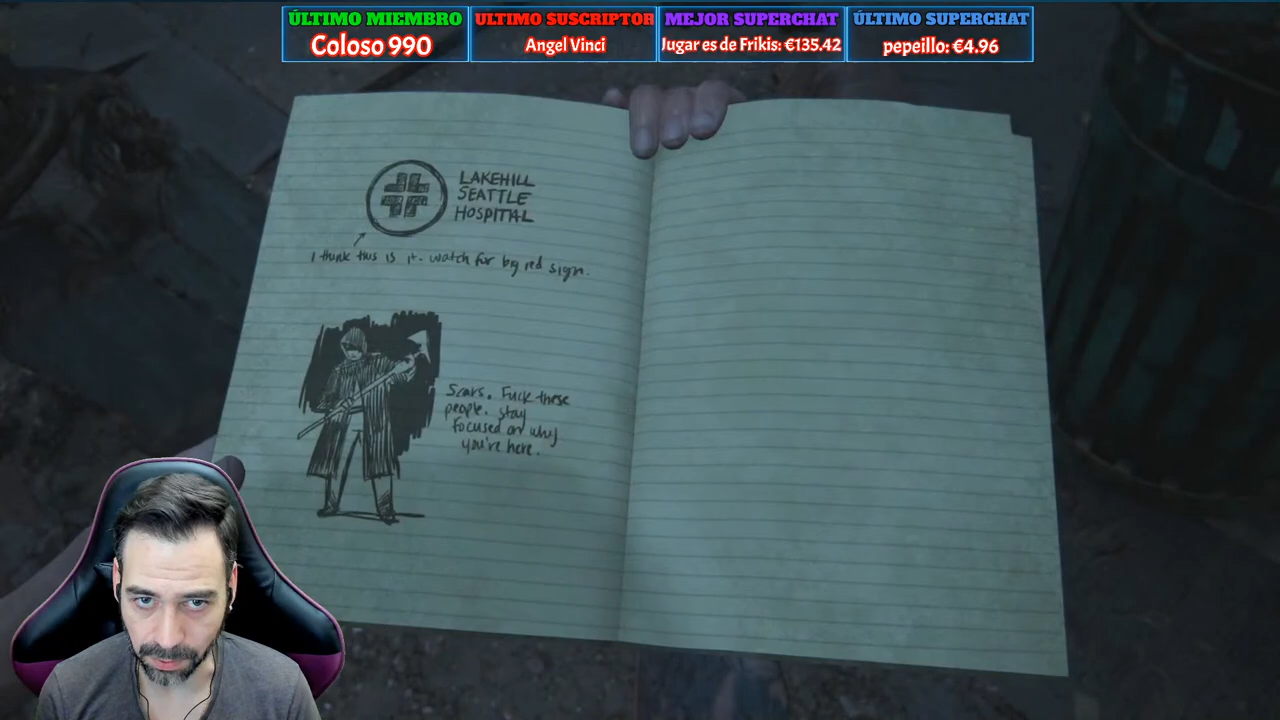 ÚLTIMO MIEMBRO
Coloso 990
ULTIMO SUSCRIPTOR
Angel Vinci
MEJOR SUPERCHAT
Jugar es de Frikis: €135.42
ÚLTIMO SUPERCHAT
pepeillo: €4.96
LAKEHILL
SEATTLE
HOSPITAL
I think this is it. watch for big red sign.
Scars. Fuck these
people. stay
focused on why
you're here.